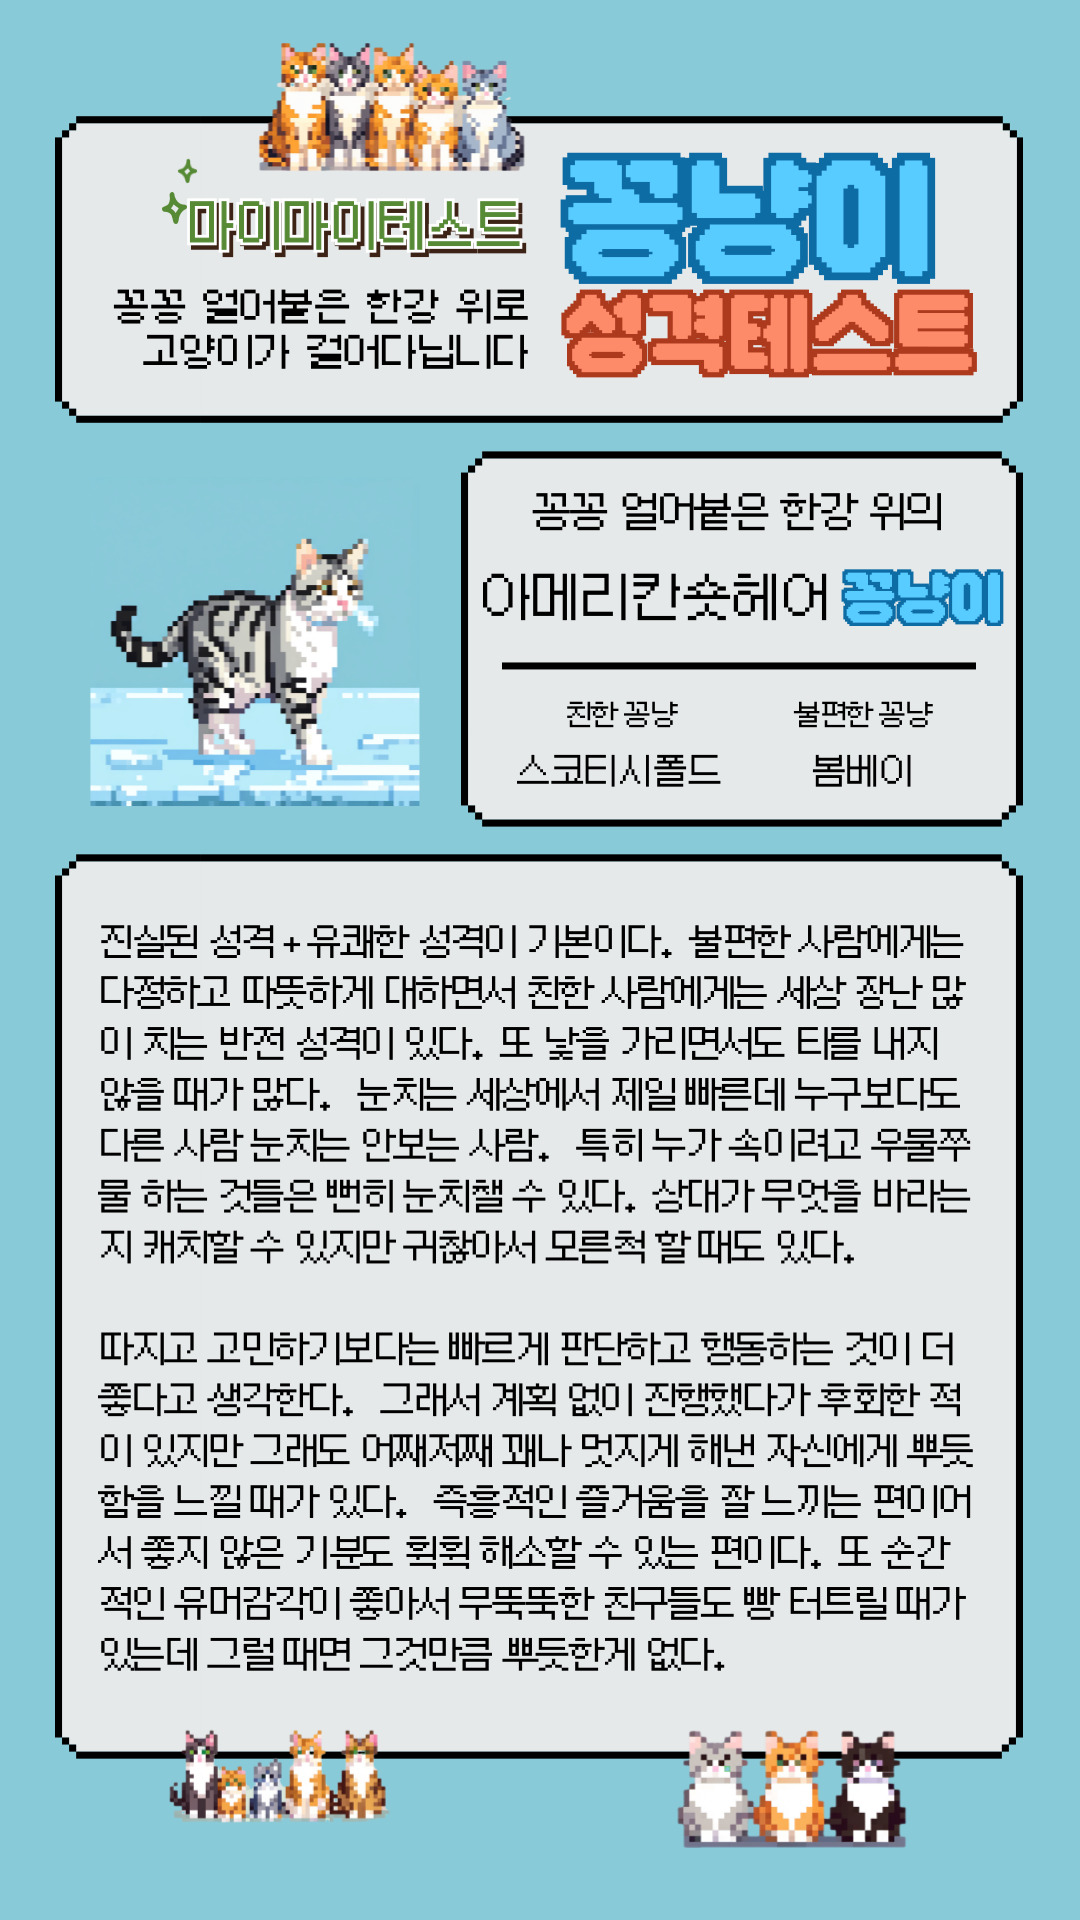 마이마이테스트
꽁꽁 얼어붙은 한강 위로
고양이가 걸어다닙니다
꽁냥이
성격테스트
꽁꽁 얼어붙은 한강 위의
아메리칸숏헤어 꽁냥이
친한 꽁냥 불편한 꽁냥
스코티시폴드 봄베이
진실된 성격 + 유쾌한 성격이 기본이다. 불편한 사람에게는
다정하고 따뜻하게 대하면서 친한 사람에게는 세상 장난 많
이 치는 반전 성격이 있다. 또 낯을 가리면서도 티를 내지
않을 때가 많다. 눈치는 세상에서 제일 빠른데 누구보다도
다른 사람 눈치는 안보는 사람. 특히 누가 속이려고 우물쭈
물 하는 것들은 뻔히 눈치챌 수 있다. 상대가 무엇을 바라는
지 캐치할 수 있지만 귀찮아서 모른척 할 때도 있다.
따지고 고민하기보다는 빠르게 판단하고 행동하는 것이 더
좋다고 생각한다. 그래서 계획 없이 진행했다가 후회한 적
이 있지만 그래도 어째저째 꽤나 멋지게 해낸 자신에게 뿌듯
함을 느낄 때가 있다. 즉흥적인 즐거움을 잘 느끼는 편이어
서 좋지 않은 기분도 휙휙 해소할 수 있는 편이다. 또 순간
적인 유머감각이 좋아서 무뚝뚝한 친구들도 빵 터트릴 때가
있는데 그럴 때면 그것만큼 뿌듯한게 없다.